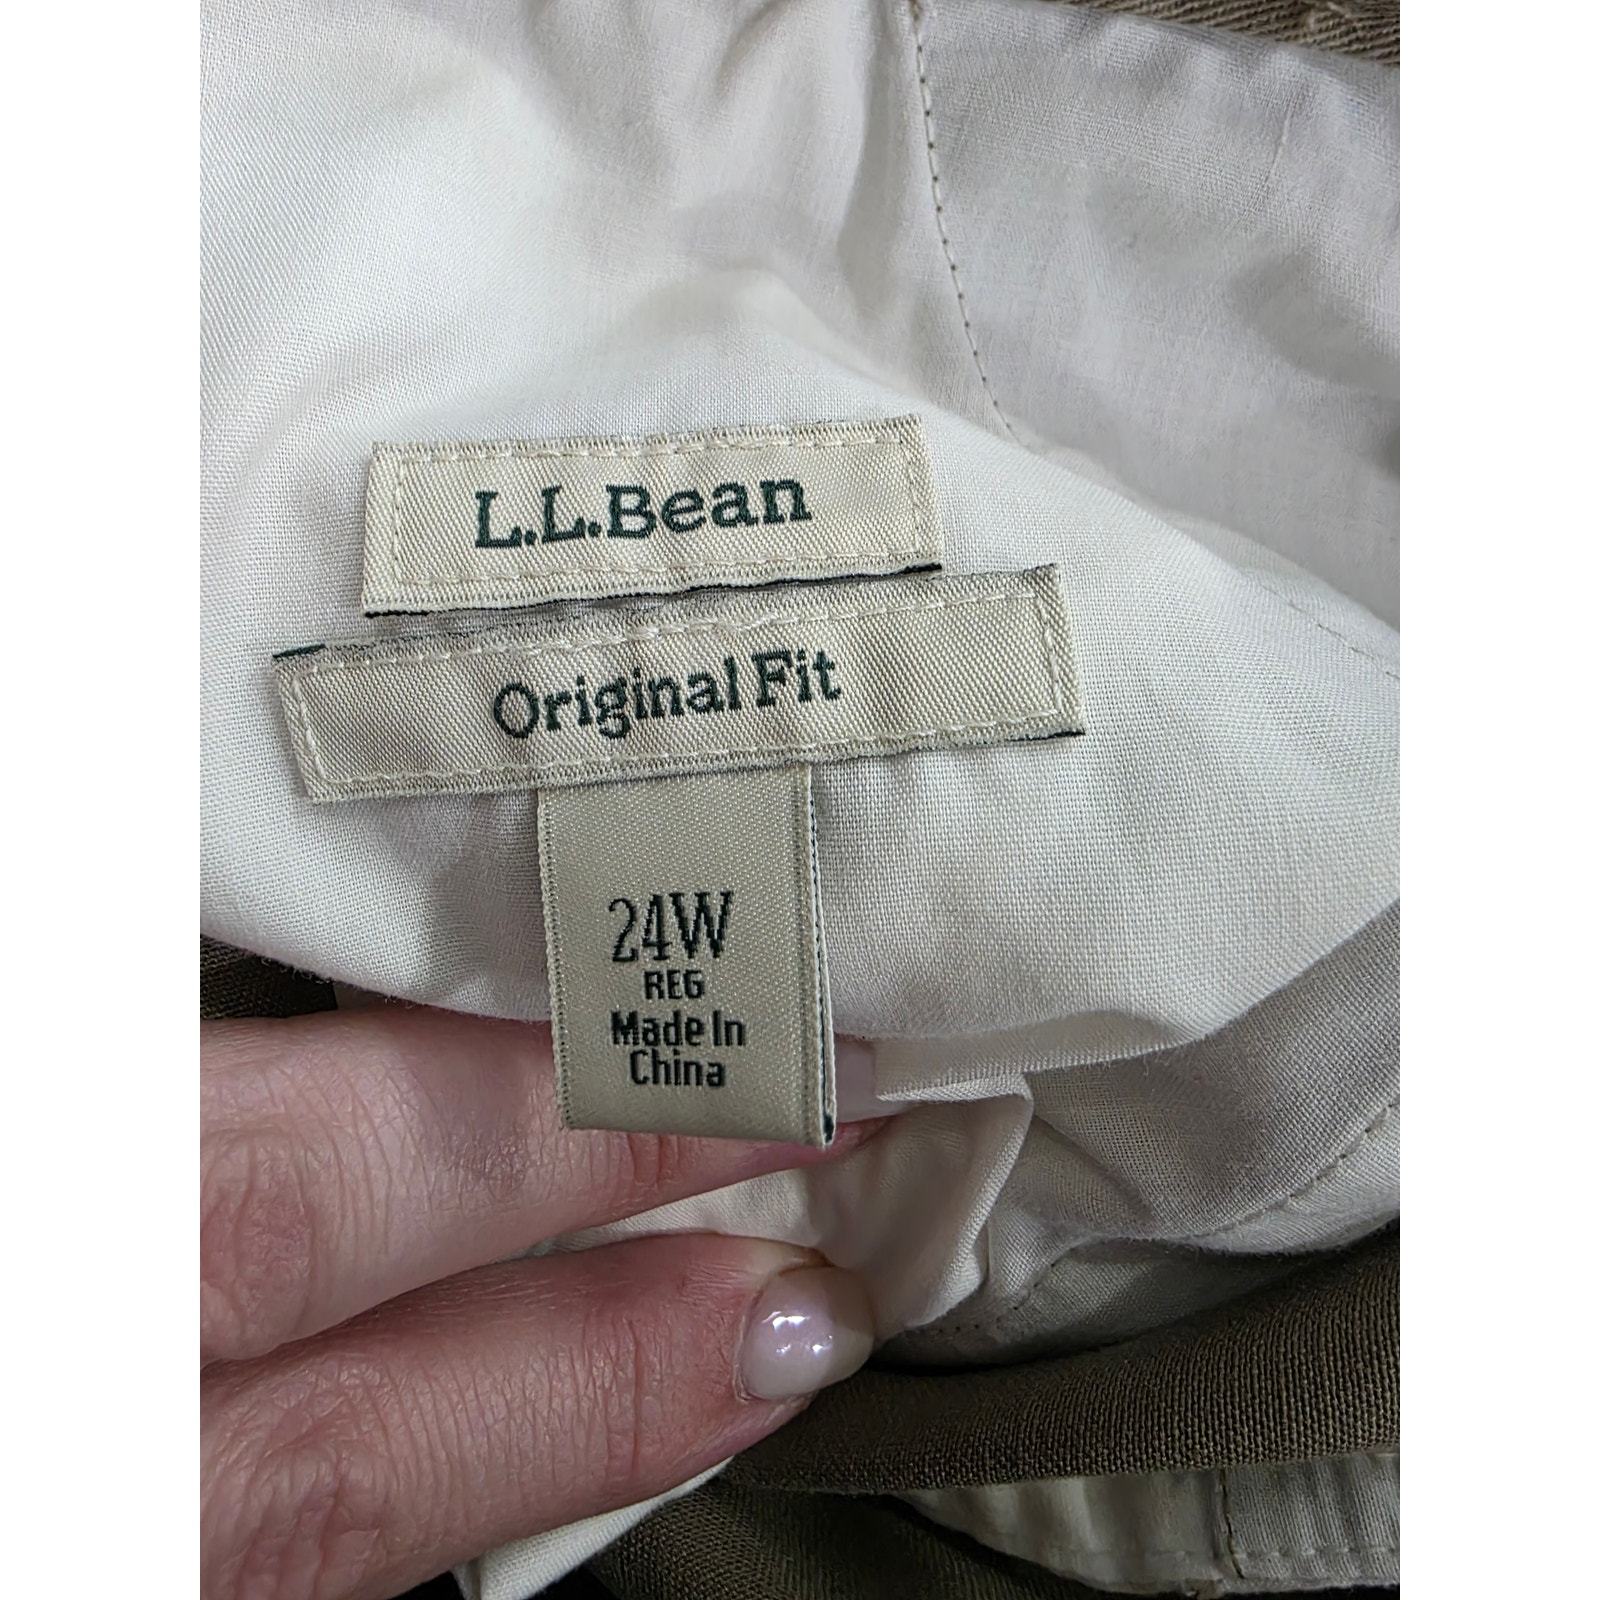 L.L.Bean
Original Fit
24W
REG
Made In
China